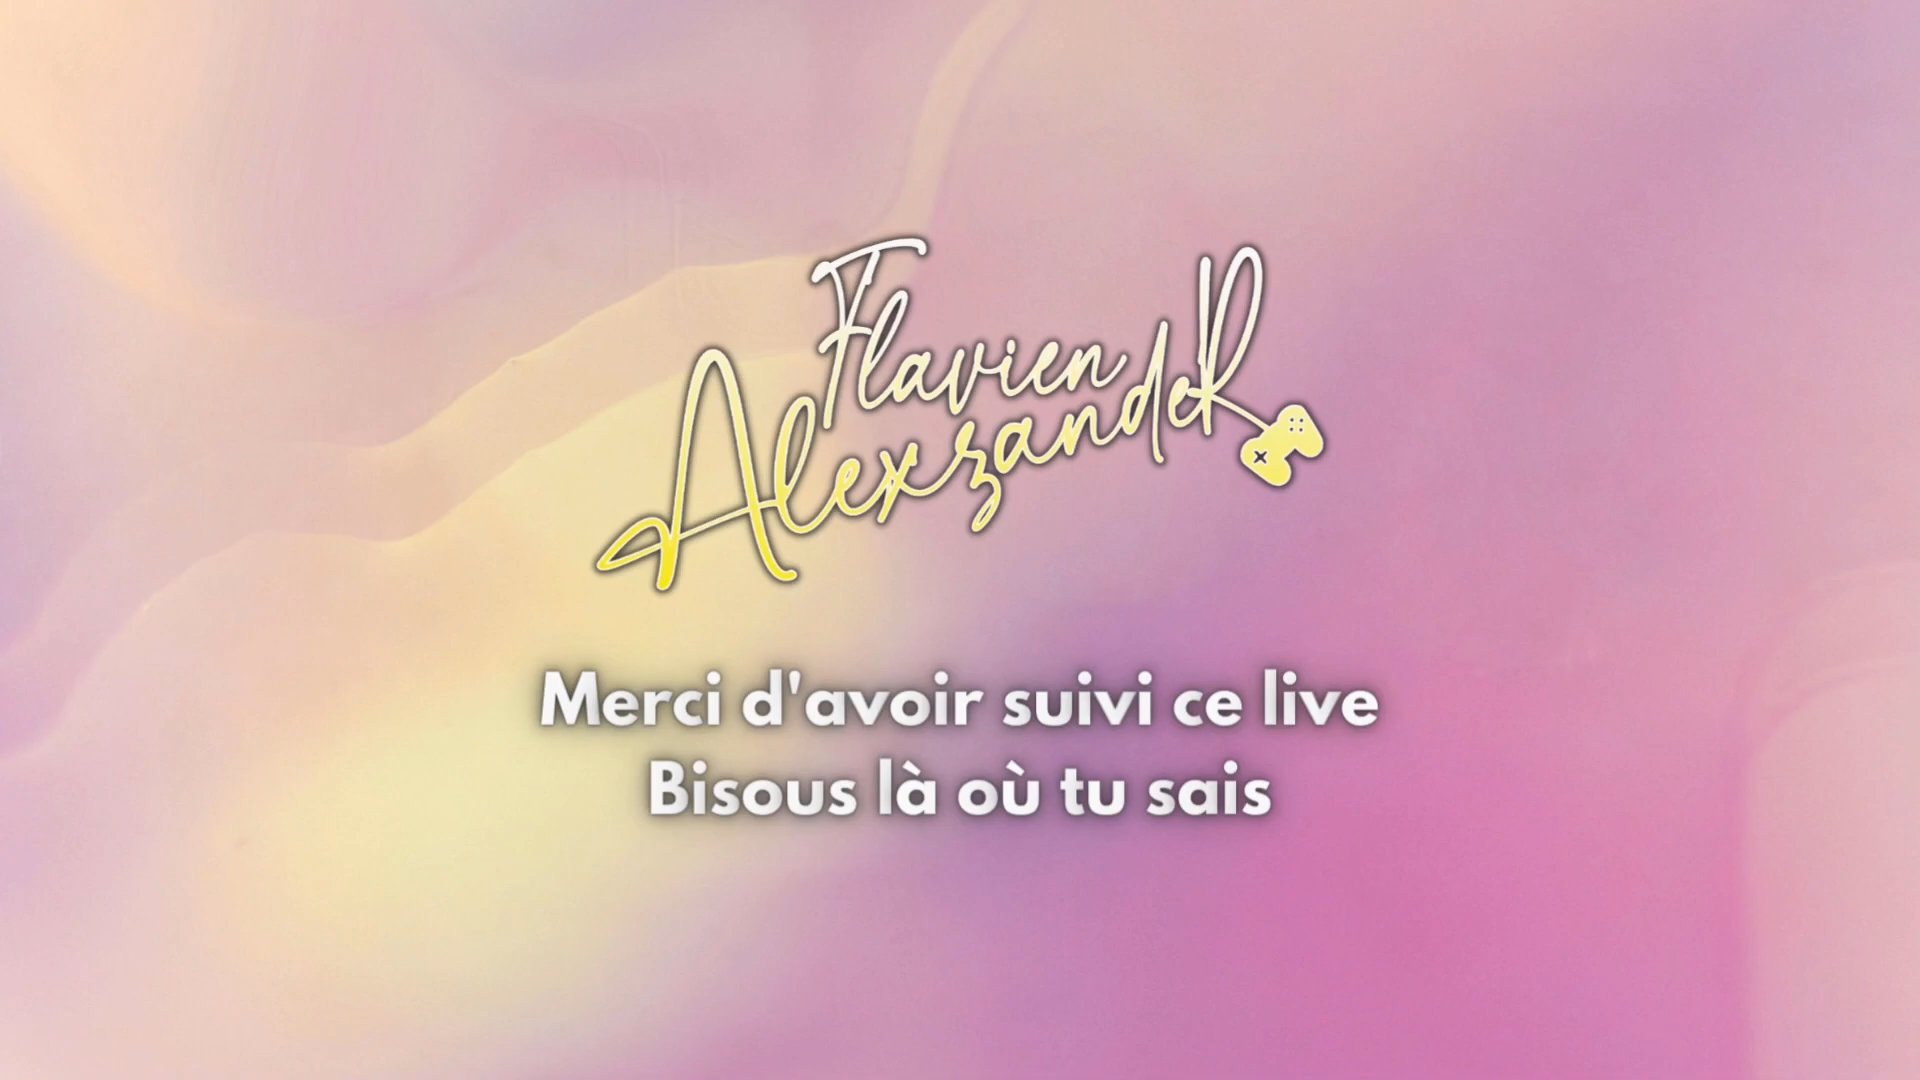 Flavien
AlexzandeR
Merci d'avoir suivi ce live
Bisous là où tu sais